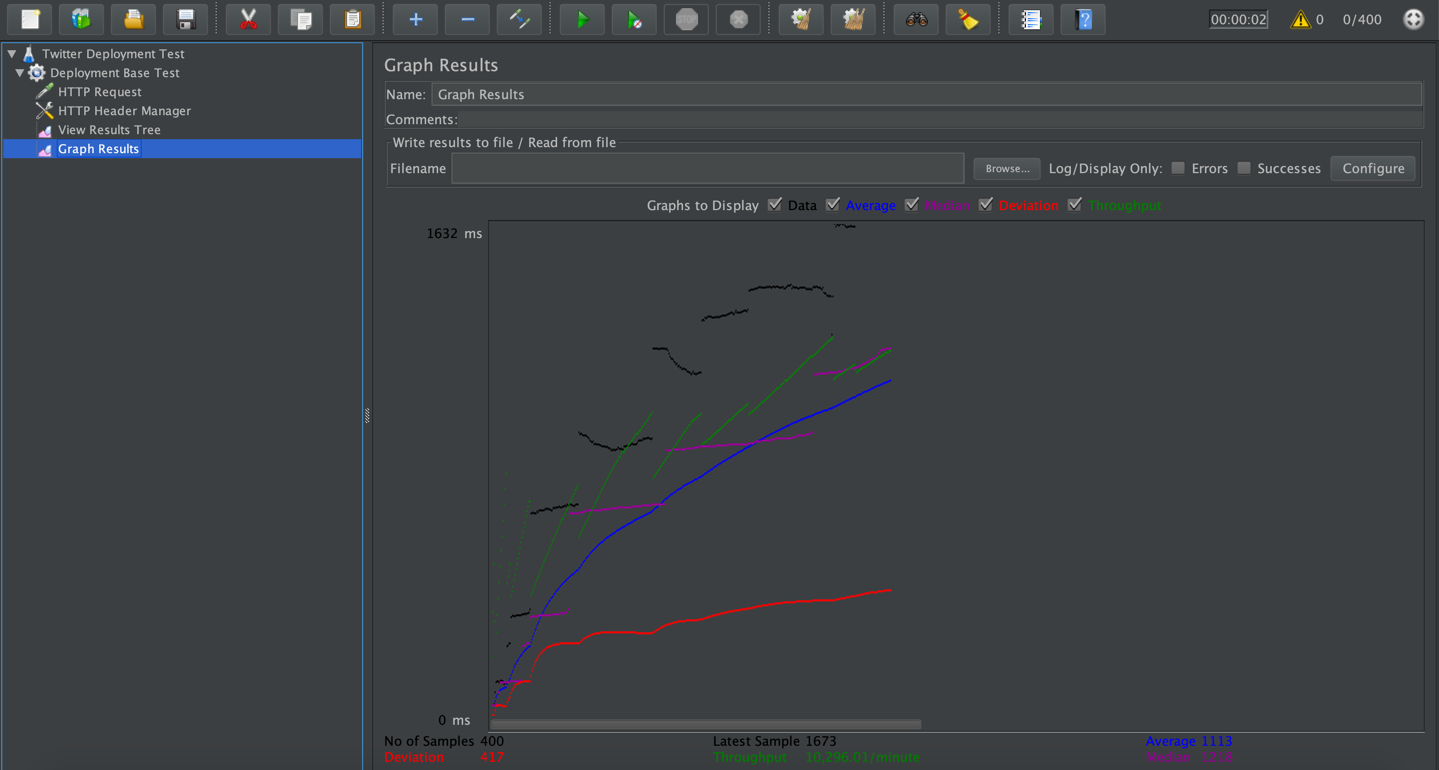 STOP
00:00:02 0 0/400
Twitter Deployment Test
Deployment Base Test
HTTP Request
HTTP Header Manager
View Results Tree
Graph Results
Graph Results
Name: Graph Results
Comments:
Write results to file / Read from file
Filename Browse... Log/Display Only: Errors Successes Configure
Graphs to Display Data Average Median Deviation Throughput
1632 ms
0 ms
No of Samples 400 Latest Sample 1673 Average 1113
Deviation 417 Throughput 10,296.01/minute Median